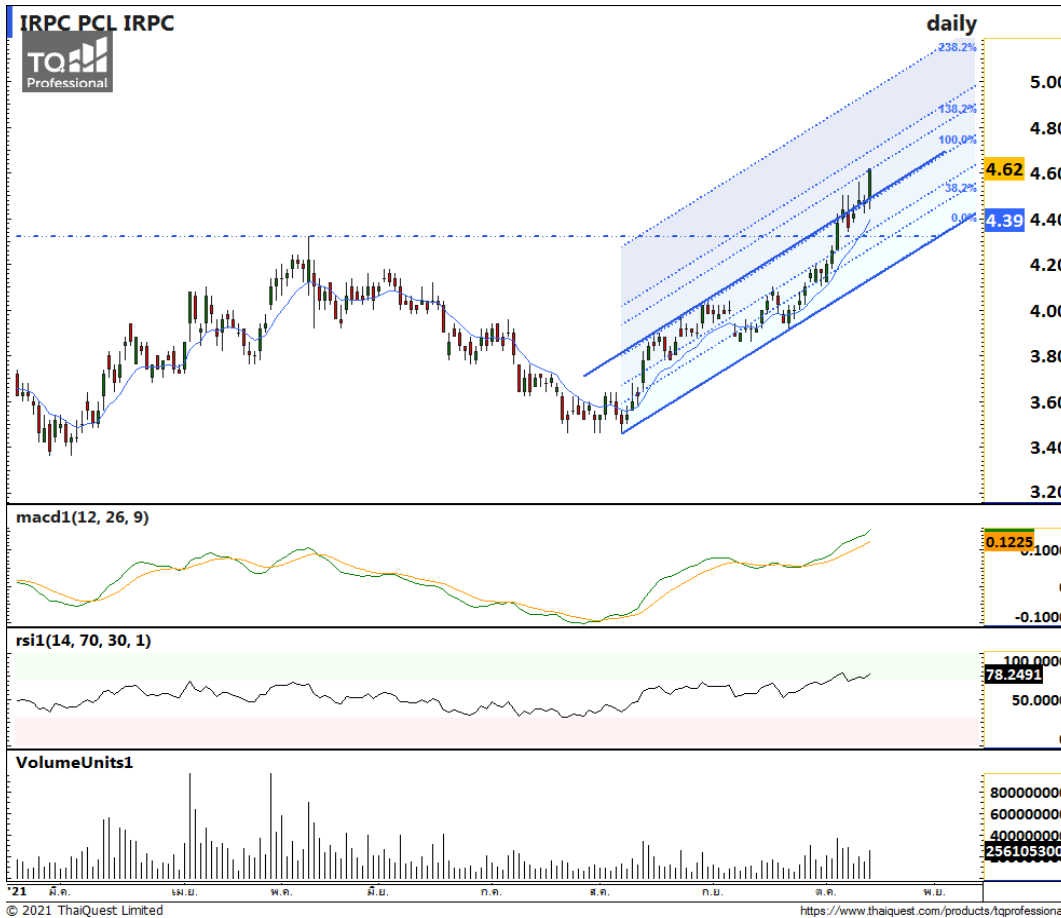 IRPC PCL IRPC
daily
TQ
Professional
238.2%
138.2%
100.0%
38.2%
0.0%
5.00
4.80
4.62
4.60
4.39
4.40
4.20
4.00
3.80
3.60
3.40
3.20
macd1(12, 26, 9)
0.1225
-0.1000
rsi1(14, 70, 30, 1)
100.0000
78.2491
50.0000
VolumeUnits1
800000000
600000000
400000000
256105300
'21 มี.ค. เม.ย. พ.ค. มิ.ย. ก.ค. ส.ค. ก.ย. ต.ค. พ.ย.
© 2021 ThaiQuest Limited
https://www.thaiquest.com/products/tqprofessional